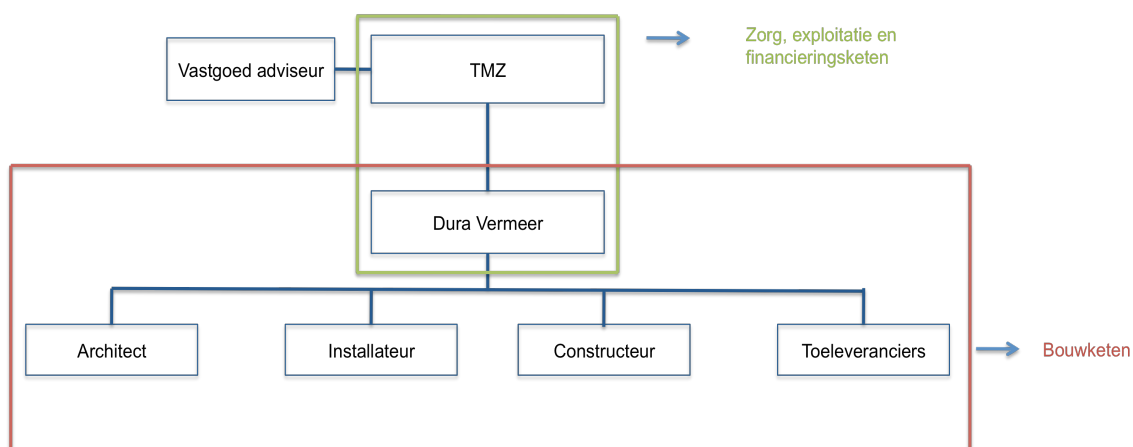 Zorg, exploitatie en
financieringsketen
Vastgoed adviseur
TMZ
Dura Vermeer
Architect
Installateur
Constructeur
Toeleveranciers
Bouwketen